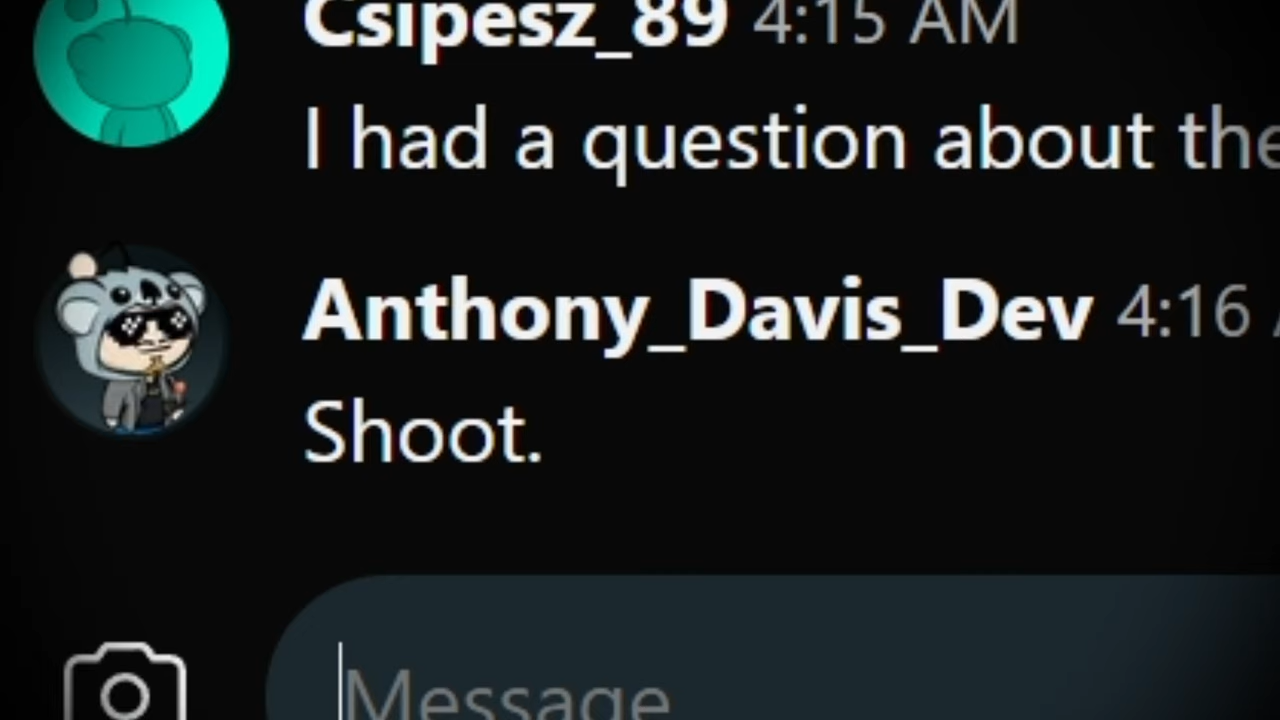 Csipesz_89 4:15 AM
I had a question about the
Anthony_Davis_Dev 4:16
Shoot.
Message